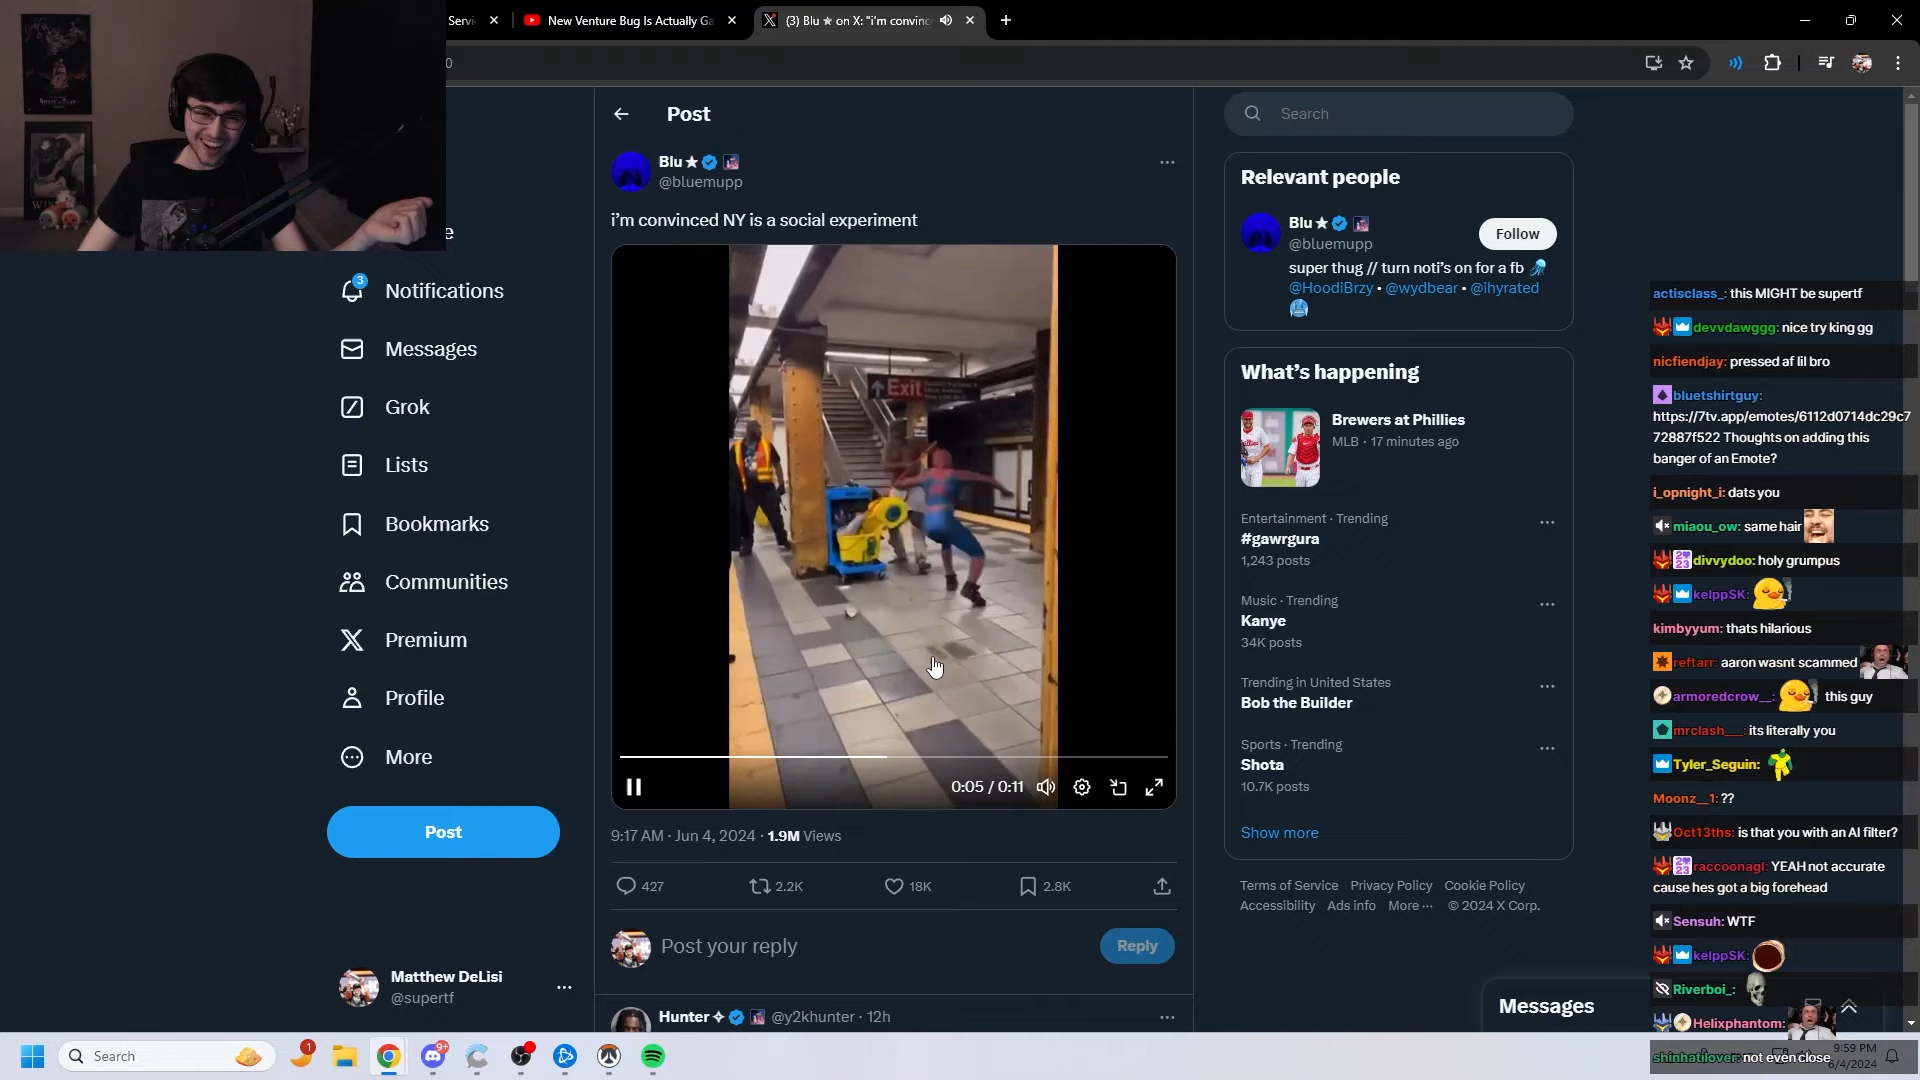 Servi
New Venture Bug Is Actually Ga
(3) Blu ★ on X: "i'm convinc
0
Post
Blu ★
@bluemupp
i'm convinced NY is a social experiment
Exit
0:05 / 0:11
9:17 AM · Jun 4, 2024 · 1.9M Views
427
2.2K
18K
2.8K
Post your reply
Reply
Hunter
@y2khunter · 12h
e
3
Notifications
Messages
Grok
Lists
Bookmarks
Communities
Premium
Profile
More
Post
Matthew DeLisi
@supertf
Search
Relevant people
Blu ★
@bluemupp
Follow
super thug // turn noti's on for a fb
@HoodiBrzy • @wydbear • @ihyrated
What's happening
Brewers at Phillies
MLB · 17 minutes ago
Entertainment · Trending
#gawrgura
1,243 posts
Music · Trending
Kanye
34K posts
Trending in United States
Bob the Builder
Sports · Trending
Shota
10.7K posts
Show more
Terms of Service Privacy Policy Cookie Policy
Accessibility Ads info More ··· © 2024 X Corp.
Messages
actisclass_: this MIGHT be supertf
devvdawggg: nice try king gg
nicfiendjay: pressed af lil bro
bluetshirtguy:
https://7tv.app/emotes/6112d0714dc29c7
72887f522 Thoughts on adding this
banger of an Emote?
i_opnight_i: dats you
miaou_ow: same hair
divvydoo: holy grumpus
kelppSK:
kimbyyum: thats hilarious
reftarr: aaron wasnt scammed
armoredcrow__: this guy
mrclash___: its literally you
Tyler_Seguin:
Moonz__1: ??
Oct13ths: is that you with an AI filter?
raccoonagl: YEAH not accurate
cause hes got a big forehead
Sensuh: WTF
kelppSK:
Riverboi_:
Helixphantom:
shinhatilover: not even close
Search
1
9+
9:59 PM
6/4/2024